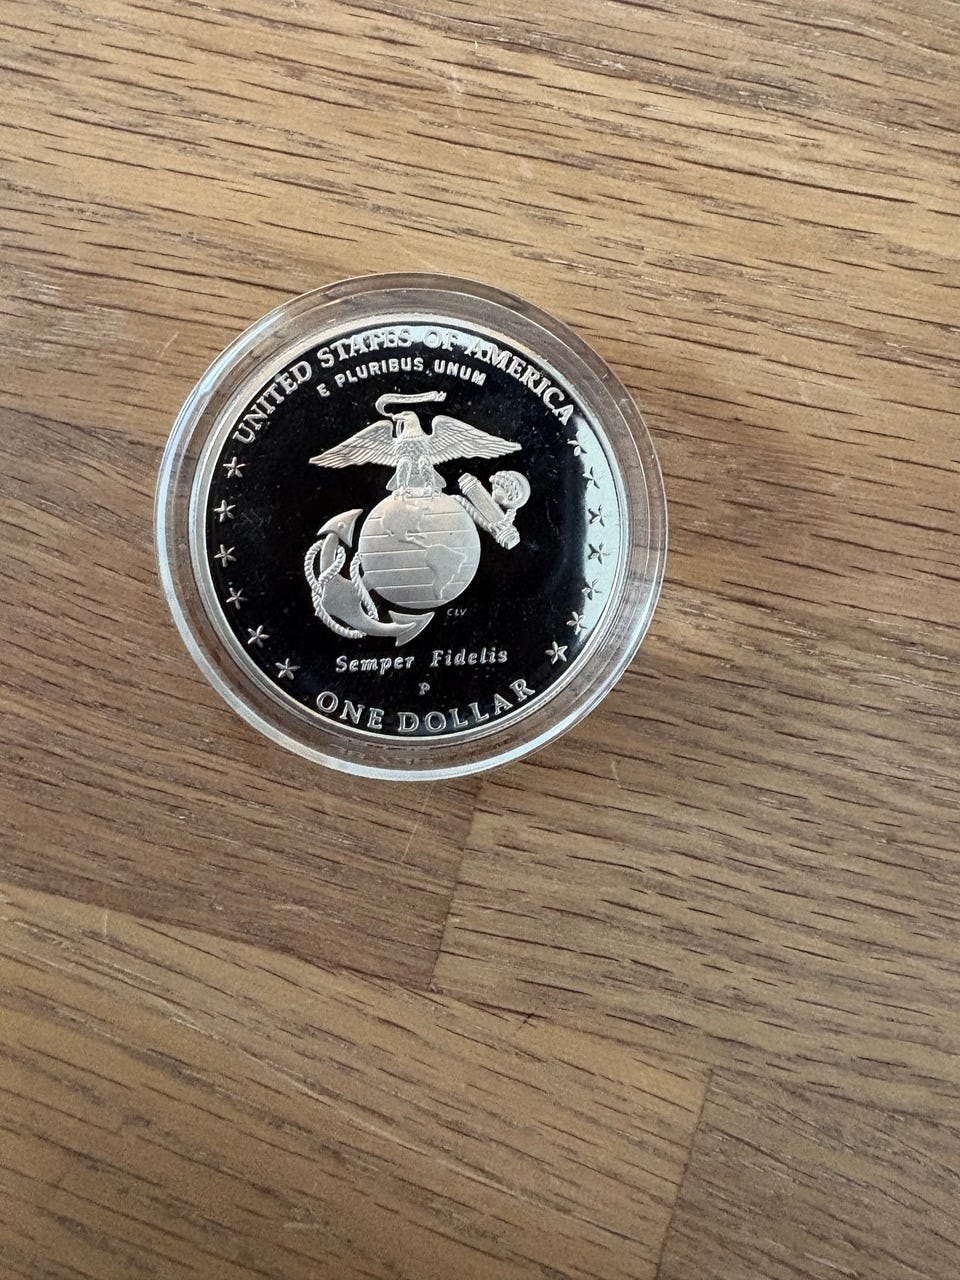 UNITED STATES OF AMERICA
E PLURIBUS UNUM
CLV
Semper Fidelis
P
ONE DOLLAR